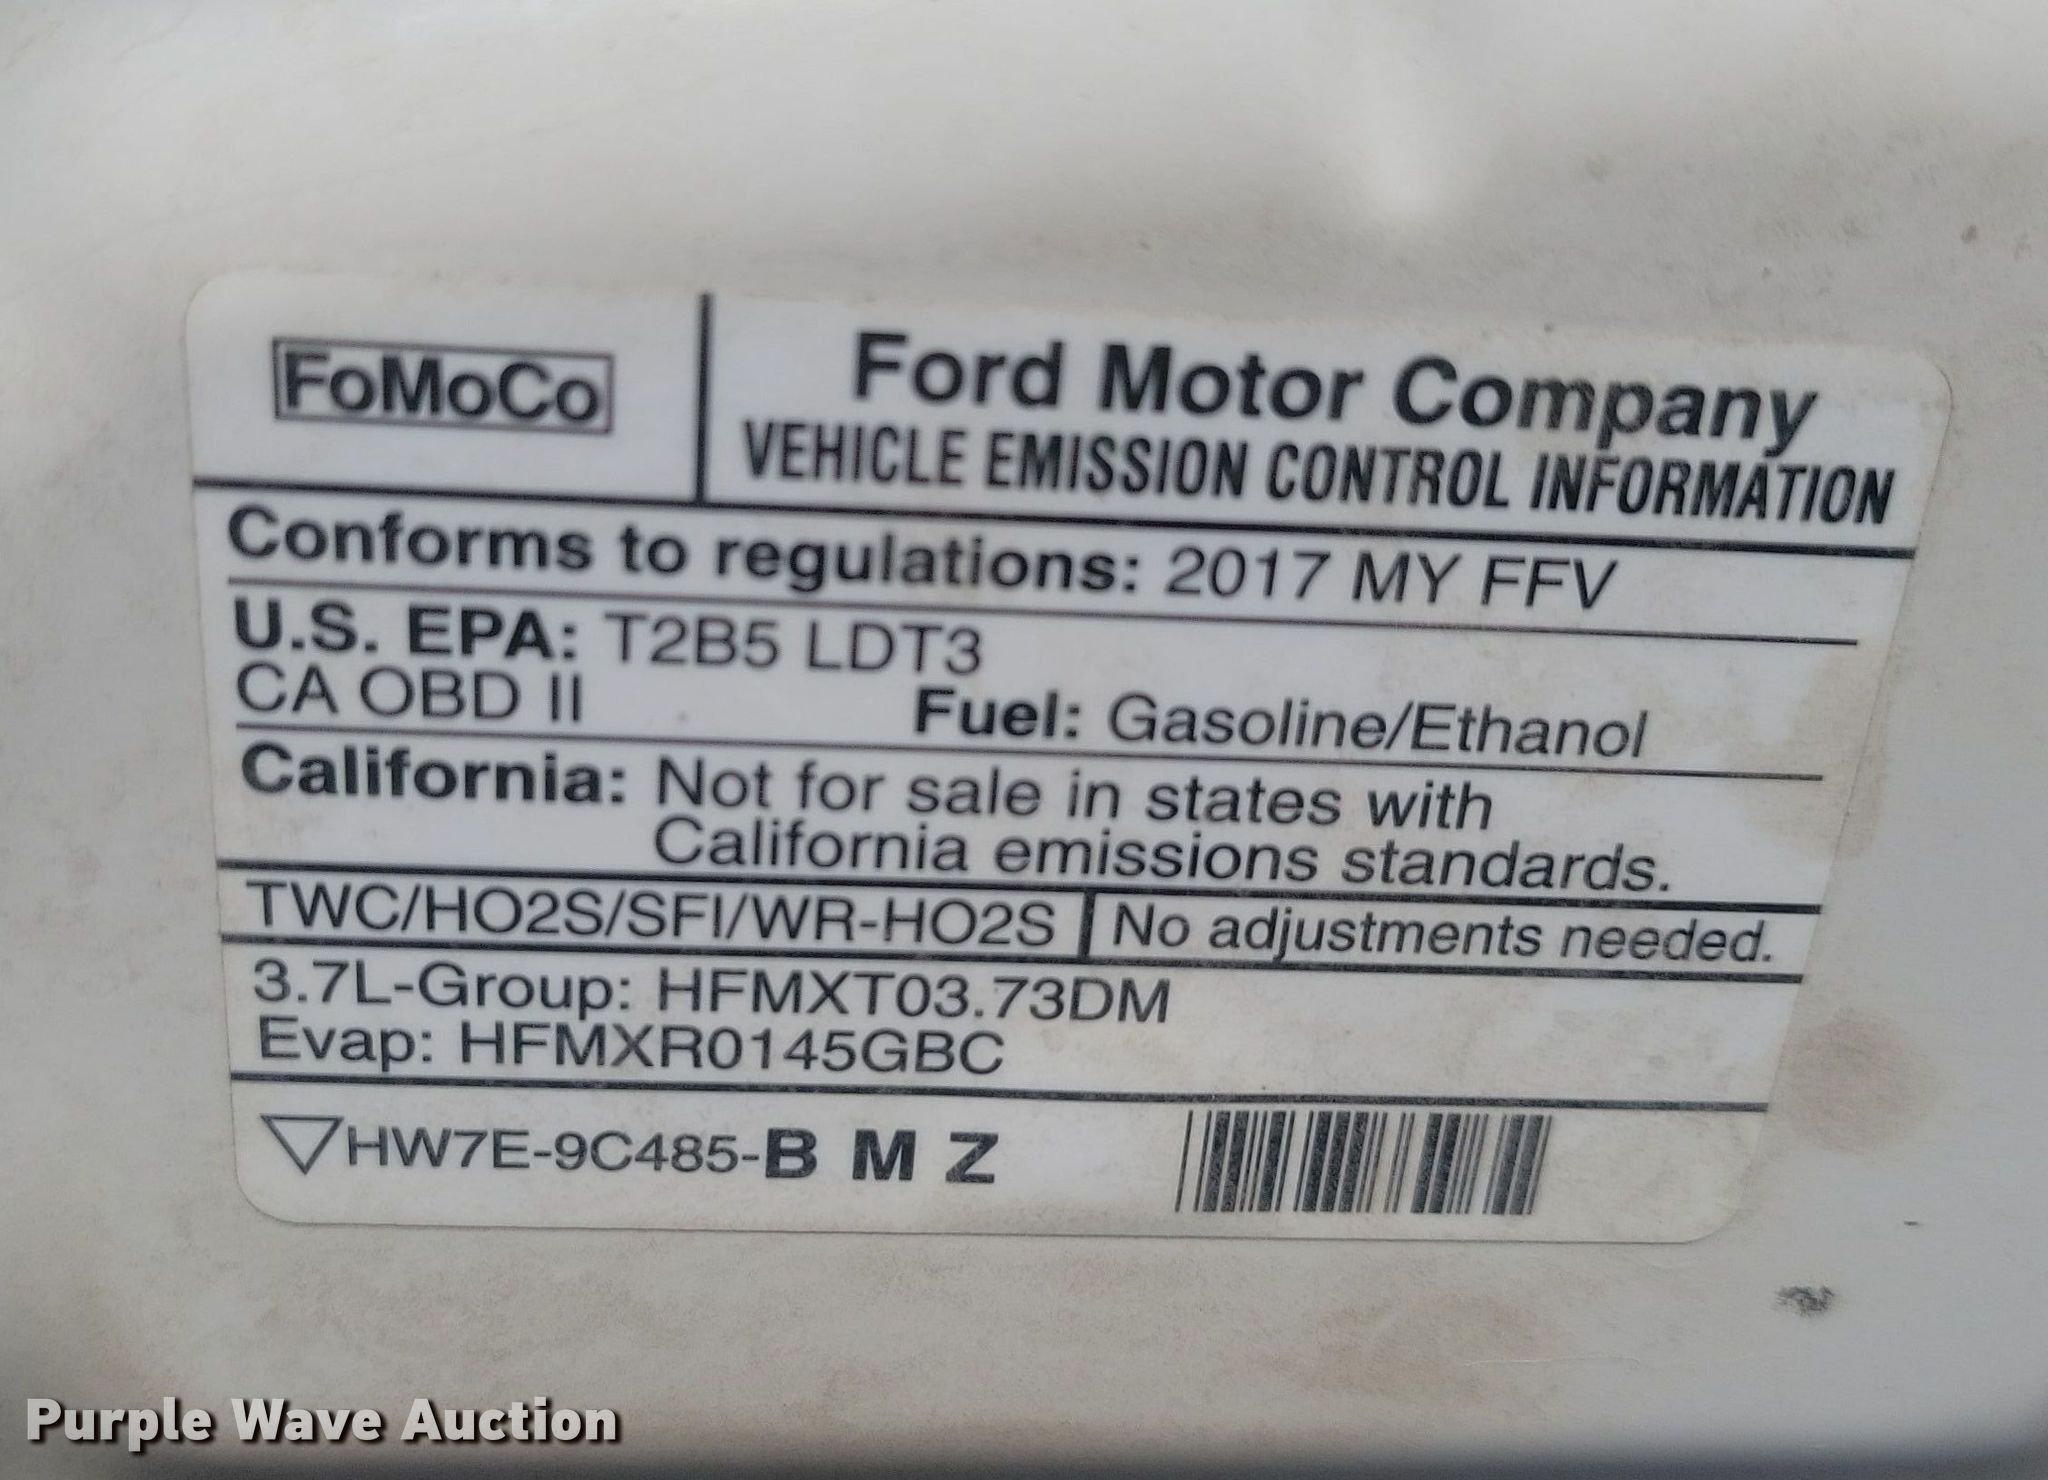 FoMoCo
Ford Motor Company
VEHICLE EMISSION CONTROL INFORMATION
Conforms to regulations: 2017 MY FFV
U.S. EPA: T2B5 LDT3
CA OBD II Fuel: Gasoline/Ethanol
California: Not for sale in states with
California emissions standards.
TWC/HO2S/SFI/WR-HO2S No adjustments needed.
3.7L-Group: HFMXT03.73DM
Evap: HFMXR0145GBC
HW7E-9C485-B M Z
Purple Wave Auction